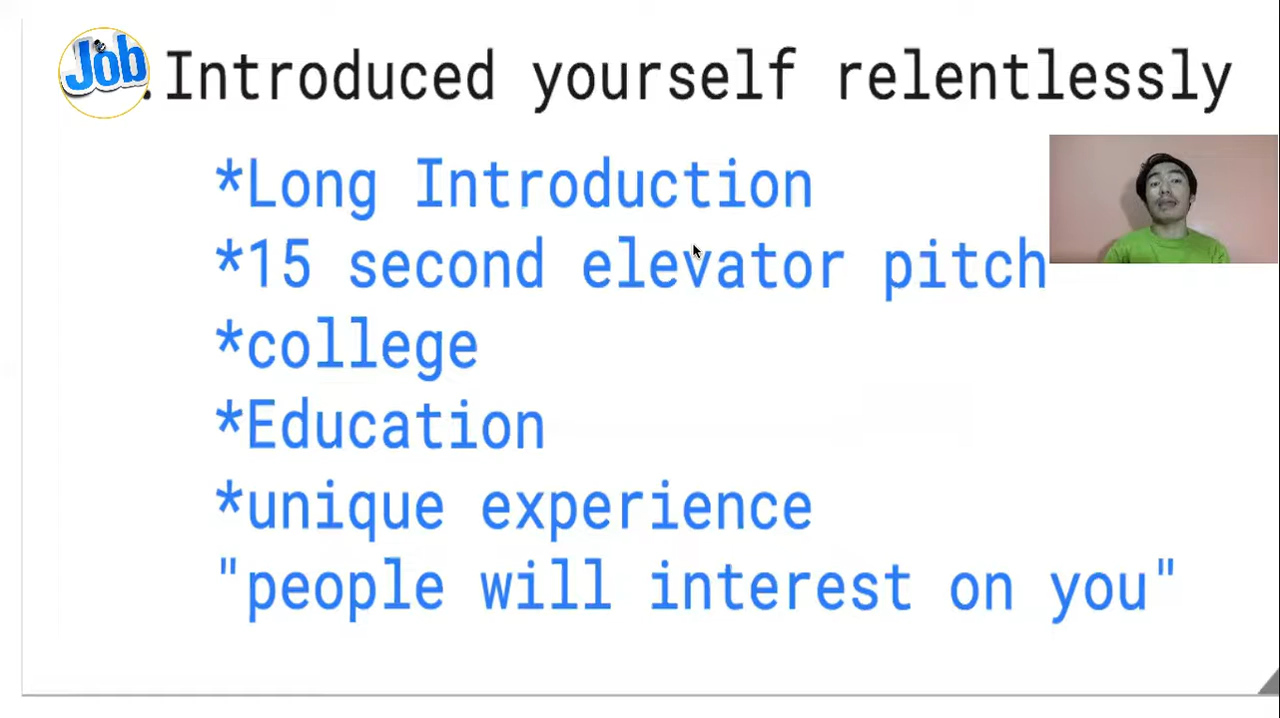 Job
.Introduced yourself relentlessly
*Long Introduction
*15 second elevator pitch
*college
*Education
*unique experience
"people will interest on you"